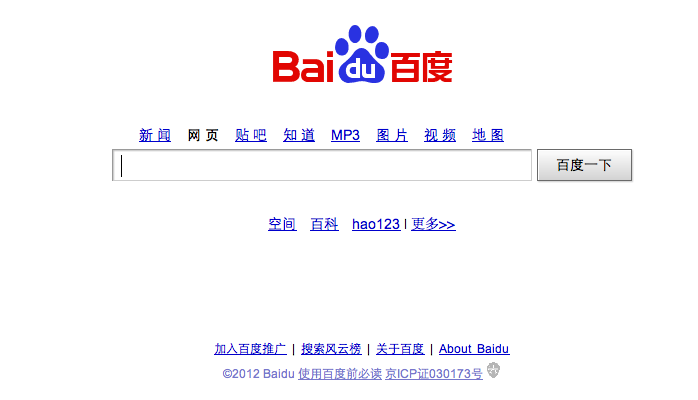 Bai du 百度
新 闻 网 页 贴 吧 知 道 MP3 图 片 视 频 地 图
百度一下
空间 百科 hao123 | 更多>>
加入百度推广 | 搜索风云榜 | 关于百度 | About Baidu
©2012 Baidu 使用百度前必读 京ICP证030173号